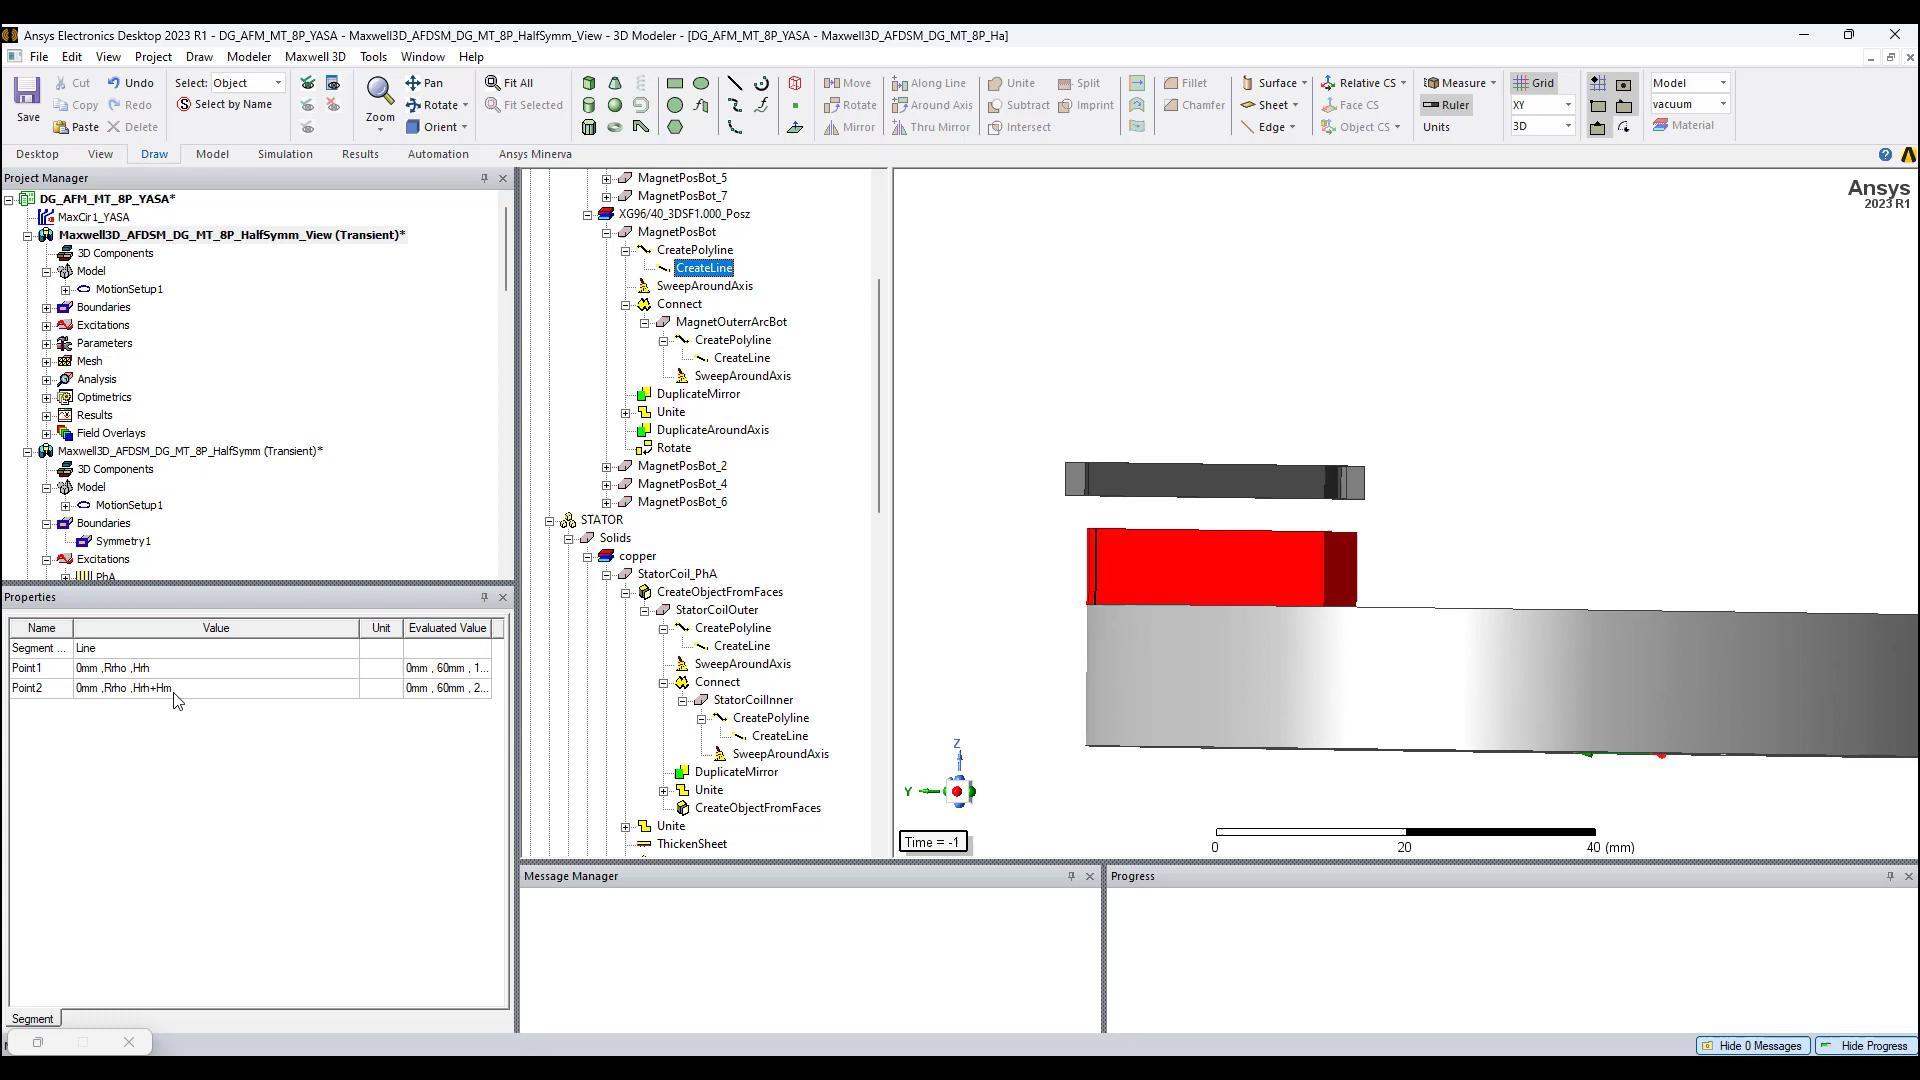 Ansys Electronics Desktop 2023 R1 - DG_AFM_MT_8P_YASA - Maxwell3D_AFDSM_DG_MT_8P_HalfSymm_View - 3D Modeler - [DG_AFM_MT_8P_YASA - Maxwell3D_AFDSM_DG_MT_8P_Ha]
File Edit View Project Draw Modeler Maxwell 3D Tools Window Help
Save
Cut Undo
Copy Redo
Paste Delete
Select: Object
Select by Name
Zoom
Pan
Rotate
Orient
Fit All
Fit Selected
Move Along Line Unite Split
Rotate Around Axis Subtract Imprint
Mirror Thru Mirror Intersect
Fillet
Chamfer
Surface
Sheet
Edge
Relative CS
Face CS
Object CS
Measure
Ruler
Units
Grid
XY
3D
Model
vacuum
Material
Desktop View Draw Model Simulation Results Automation Ansys Minerva
Project Manager
DG_AFM_MT_8P_YASA*
MaxCir1_YASA
Maxwell3D_AFDSM_DG_MT_8P_HalfSymm_View (Transient)*
3D Components
Model
MotionSetup1
Boundaries
Excitations
Parameters
Mesh
Analysis
Optimetrics
Results
Field Overlays
Maxwell3D_AFDSM_DG_MT_8P_HalfSymm (Transient)*
3D Components
Model
MotionSetup1
Boundaries
Symmetry1
Excitations
PhA
Properties
Name Value Unit Evaluated Value
Segment ... Line
Point1 0mm ,Rrho ,Hrh 0mm , 60mm , 1...
Point2 0mm ,Rrho ,Hrh+Hm 0mm , 60mm , 2...
Segment
MagnetPosBot_5
MagnetPosBot_7
XG96/40_3DSF1.000_Posz
MagnetPosBot
CreatePolyline
CreateLine
SweepAroundAxis
Connect
MagnetOuterrArcBot
CreatePolyline
CreateLine
SweepAroundAxis
DuplicateMirror
Unite
DuplicateAroundAxis
Rotate
MagnetPosBot_2
MagnetPosBot_4
MagnetPosBot_6
STATOR
Solids
copper
StatorCoil_PhA
CreateObjectFromFaces
StatorCoilOuter
CreatePolyline
CreateLine
SweepAroundAxis
Connect
StatorCoilInner
CreatePolyline
CreateLine
SweepAroundAxis
DuplicateMirror
Unite
CreateObjectFromFaces
Unite
ThickenSheet
Ansys
2023 R1
Z
Y
Time = -1
0 20 40 (mm)
Message Manager
Progress
Hide 0 Messages Hide Progress